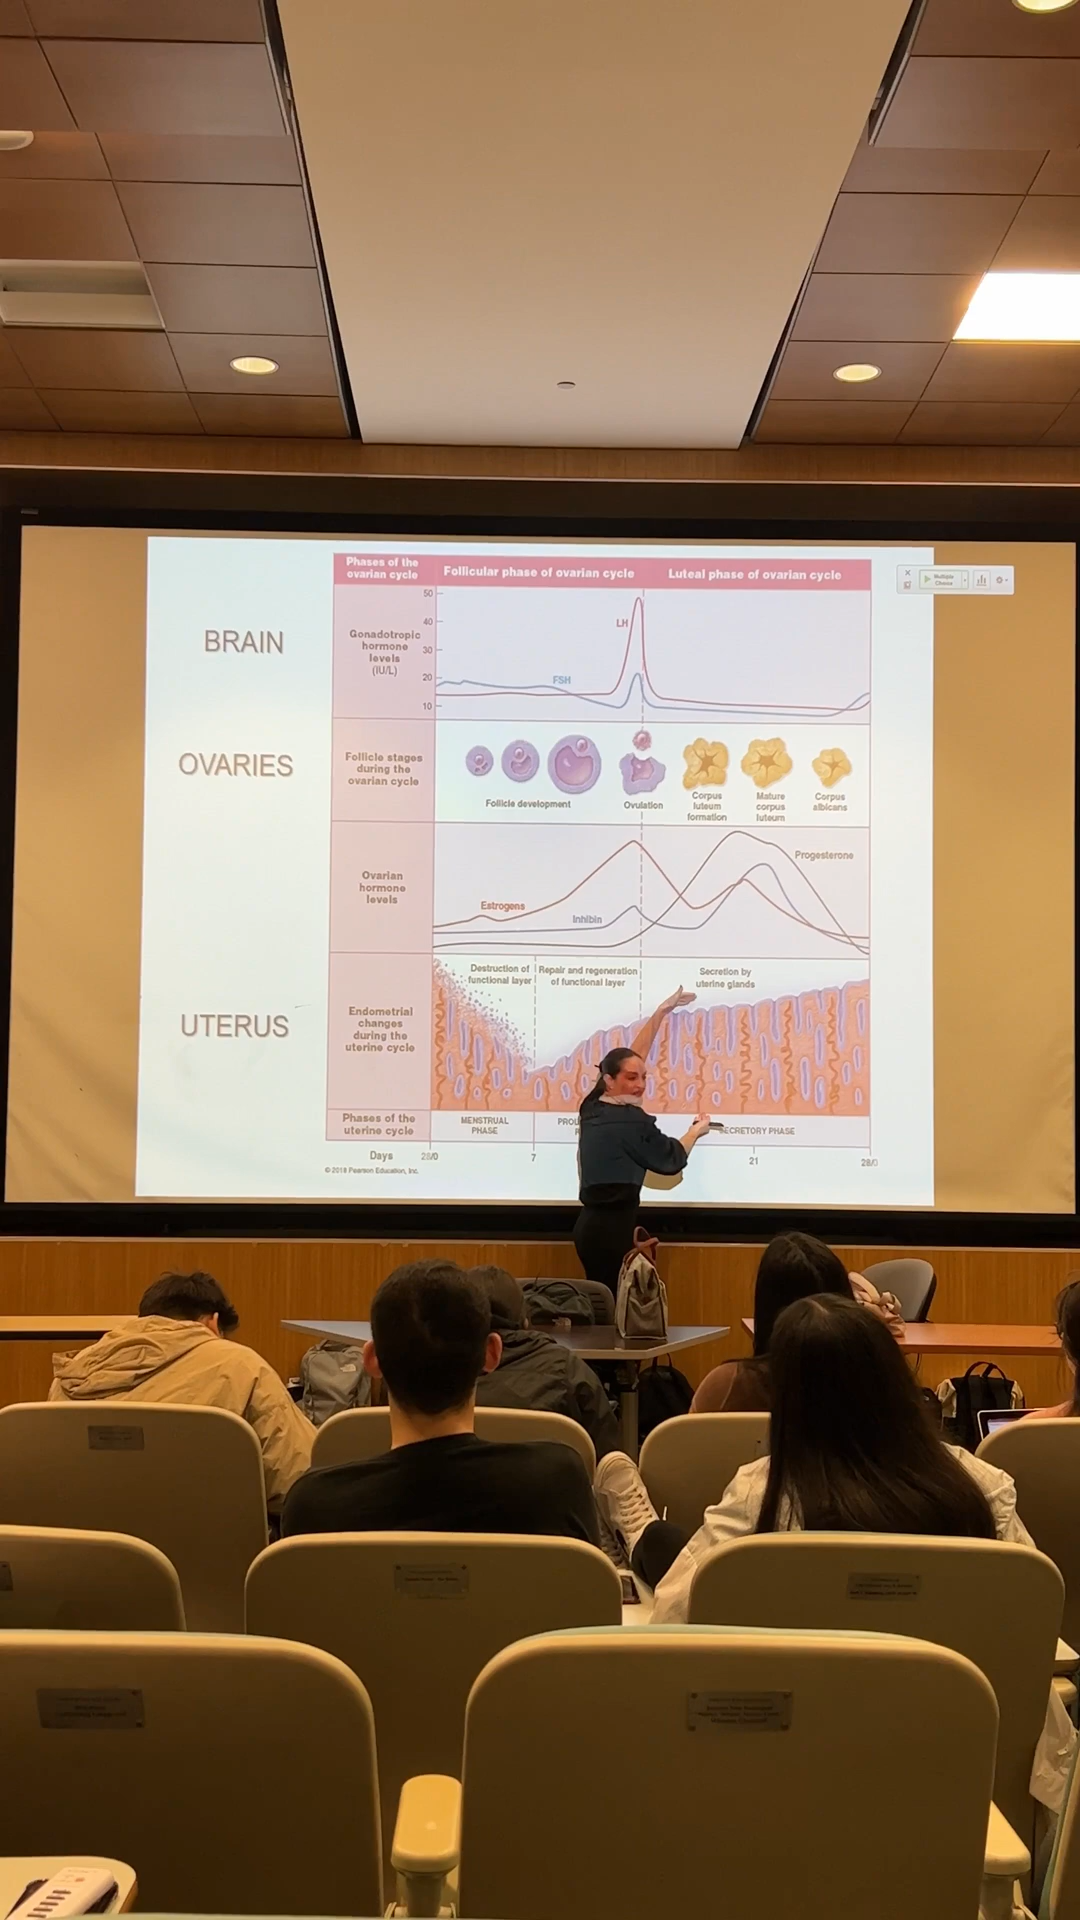 Phases of the
ovarian cycle
Follicular phase of ovarian cycle
Luteal phase of ovarian cycle
Multiple
Choice
BRAIN
Gonadotropic
hormone
levels
(IU/L)
50
40
30
20
10
LH
FSH
OVARIES
Follicle stages
during the
ovarian cycle
Follicle development
Ovulation
Corpus
luteum
formation
Mature
corpus
luteum
Corpus
albicans
Ovarian
hormone
levels
Estrogens
Inhibin
Progesterone
UTERUS
Endometrial
changes
during the
uterine cycle
Destruction of
functional layer
Repair and regeneration
of functional layer
Secretion by
uterine glands
Phases of the
uterine cycle
MENSTRUAL
PHASE
PROL
SECRETORY PHASE
Days
28/0
7
21
28/0
© 2018 Pearson Education, Inc.